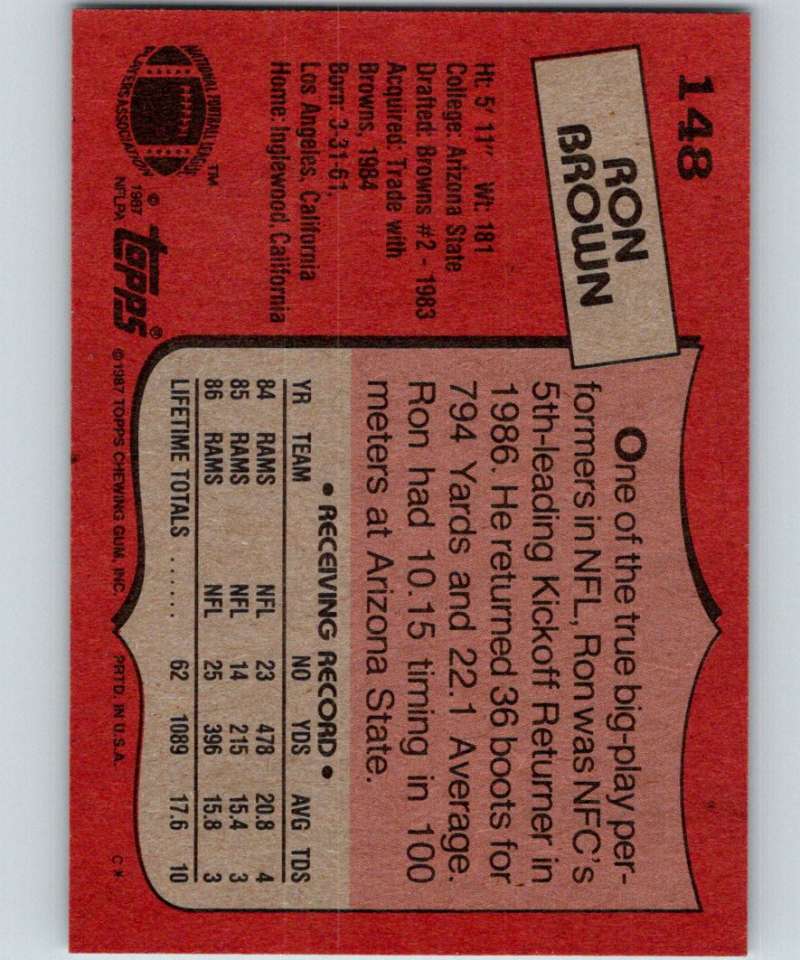 148
RON
BROWN
Ht: 5' 11" Wt: 181
College: Arizona State
Drafted: Browns #2 - 1983
Acquired: Trade with
Browns, 1984
Born: 3-31-61,
Los Angeles, California
Home: Inglewood, California
NATIONAL FOOTBALL LEAGUE
PLAYERS ASSOCIATION
TM
© 1987
NFLPA
topps®
One of the true big-play per-
formers in NFL, Ron was NFC's
5th-leading Kickoff Returner in
1986. He returned 36 boots for
794 Yards and 22.1 Average.
Ron had 10.15 timing in 100
meters at Arizona State.
• RECEIVING RECORD •
YR TEAM NO YDS AVG TDS
84 RAMS NFL 23 478 20.8 4
85 RAMS NFL 14 215 15.4 3
86 RAMS NFL 25 396 15.8 3
LIFETIME TOTALS ...... 62 1089 17.6 10
© 1987 TOPPS CHEWING GUM, INC. PRTD. IN U.S.A. C*